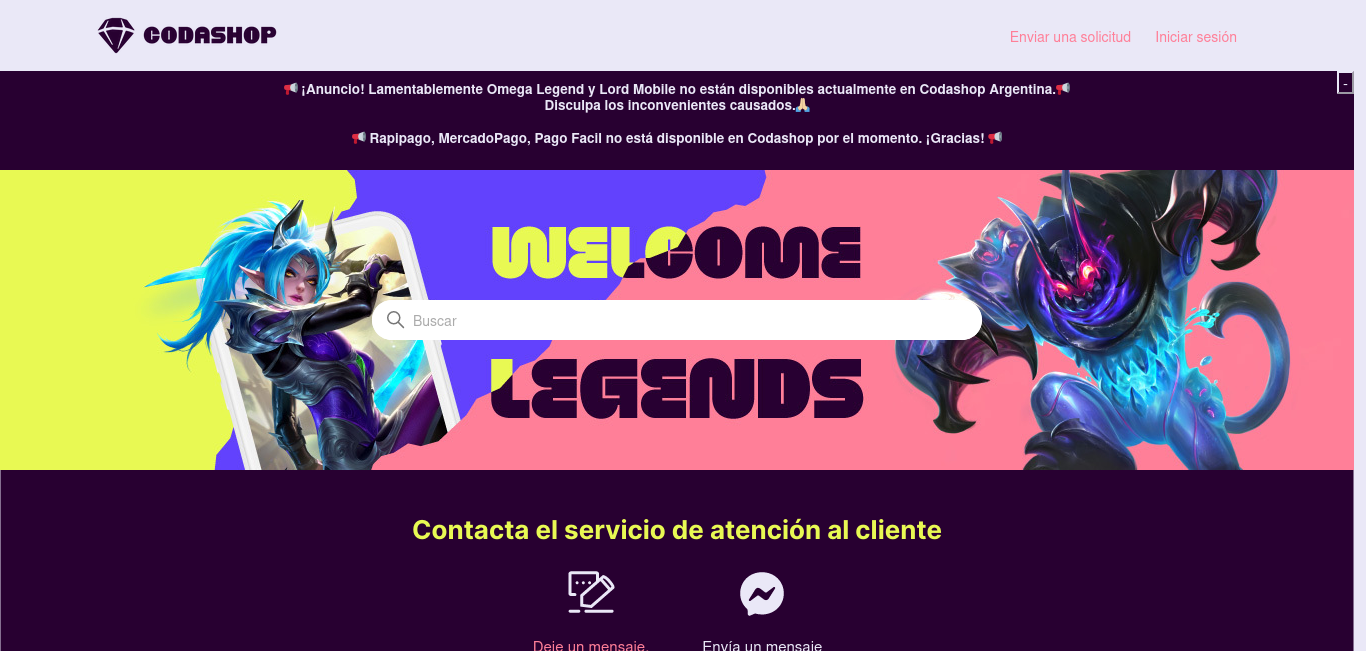 CODASHOP
Enviar una solicitud
Iniciar sesión
¡Anuncio! Lamentablemente Omega Legend y Lord Mobile no están disponibles actualmente en Codashop Argentina.
-
Disculpa los inconvenientes causados.
Rapipago, MercadoPago, Pago Facil no está disponible en Codashop por el momento. ¡Gracias!
WELCOME
Buscar
LEGENDS
Contacta el servicio de atención al cliente
Deje un mensaje.
Envía un mensaje